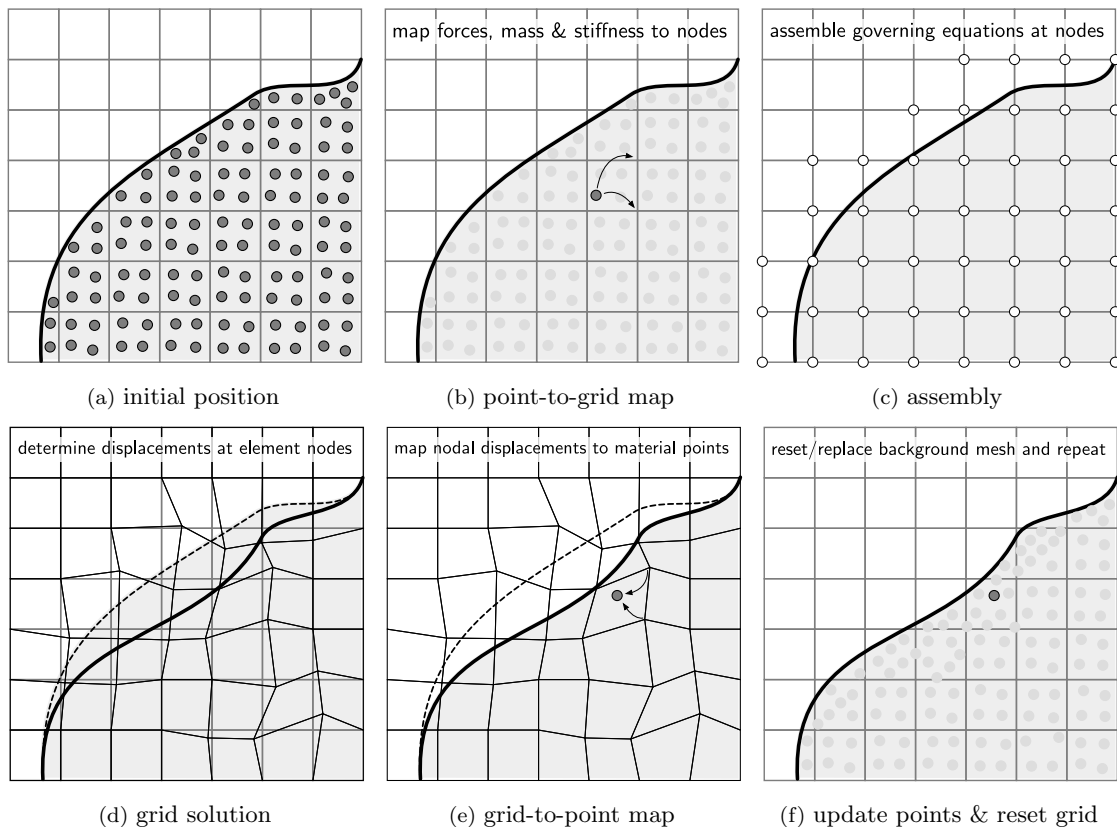 map forces, mass & stiffness to nodes
assemble governing equations at nodes
(a) initial position
(b) point-to-grid map
(c) assembly
determine displacements at element nodes
map nodal displacements to material points
reset/replace background mesh and repeat
(d) grid solution
(e) grid-to-point map
(f) update points & reset grid